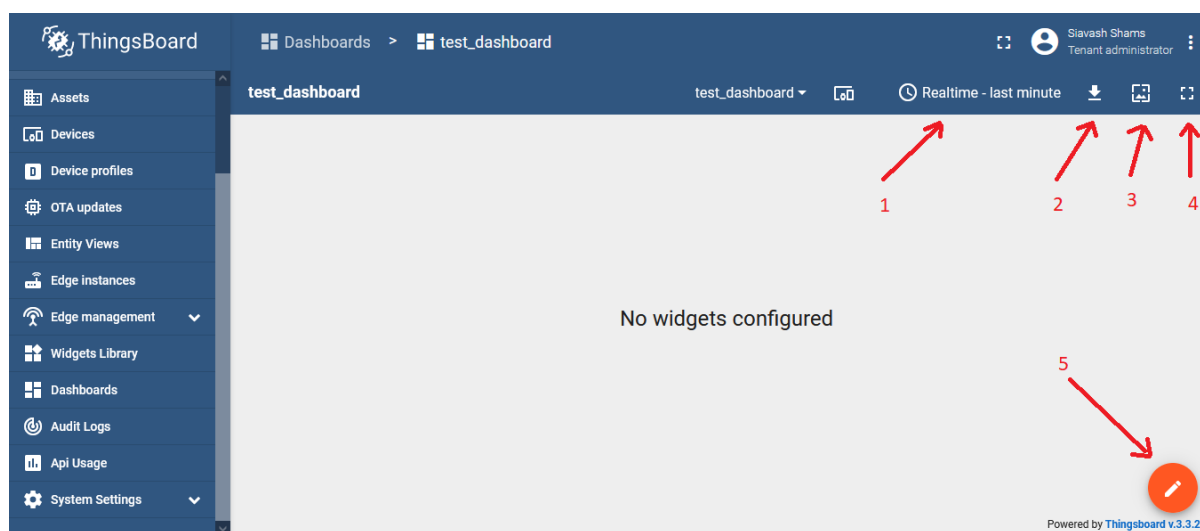 ThingsBoard
Dashboards > test_dashboard
Siavash Shams
Tenant administrator
test_dashboard
test_dashboard
Realtime - last minute
Assets
Devices
Device profiles
OTA updates
Entity Views
Edge instances
Edge management
Widgets Library
Dashboards
Audit Logs
Api Usage
System Settings
1
2
3
4
No widgets configured
5
Powered by Thingsboard v.3.3.2